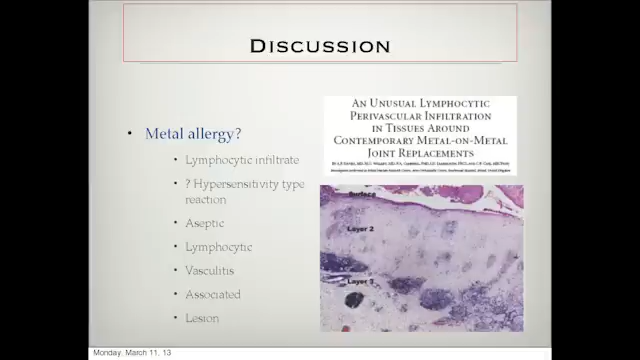 DISCUSSION
• Metal allergy?
• Lymphocytic infiltrate
• ? Hypersensitivity type
reaction
• Aseptic
• Lymphocytic
• Vasculitis
• Associated
• Lesion
AN UNUSUAL LYMPHOCYTIC
PERIVASCULAR INFILTRATION
IN TISSUES AROUND
CONTEMPORARY METAL-ON-METAL
JOINT REPLACEMENTS
Surface
Layer 2
Layer 3
Monday, March 11, 13